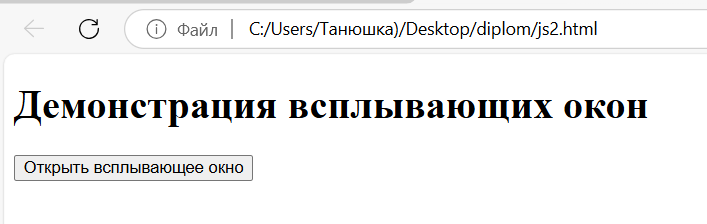 Файл | C:/Users/Танюшка)/Desktop/diplom/js2.html
Демонстрация всплывающих окон
Открыть всплывающее окно